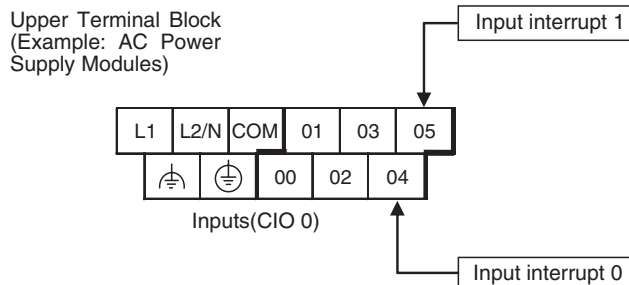 Upper Terminal Block
(Example: AC Power
Supply Modules)
Input interrupt 1
L1 L2/N COM 01 03 05
00 02 04
Inputs(CIO 0)
Input interrupt 0